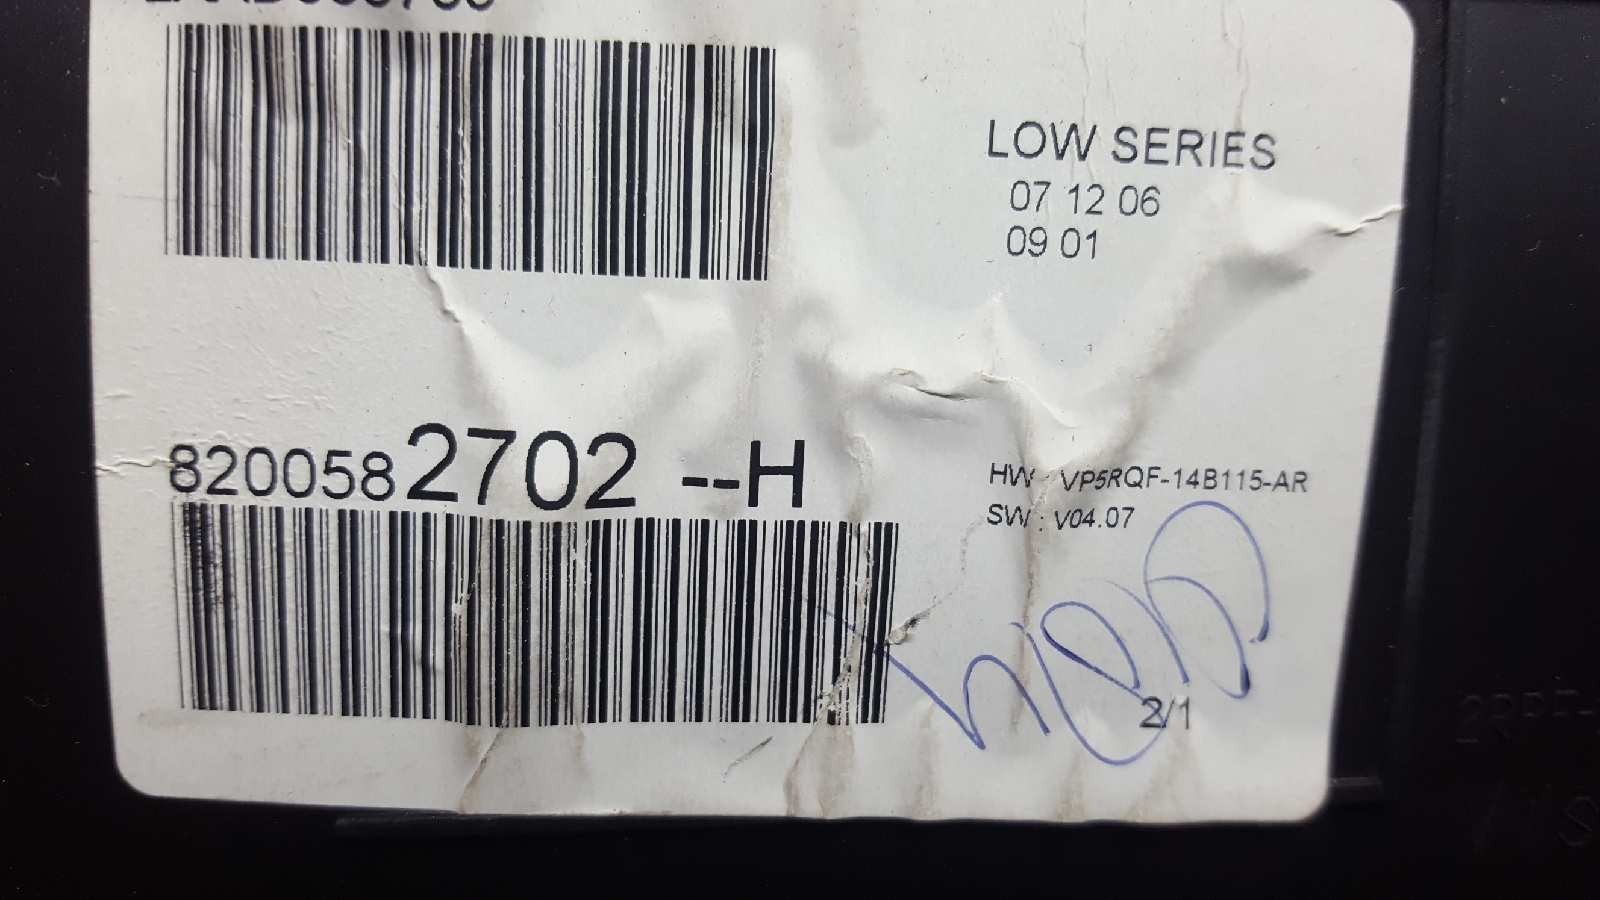 LOW SERIES
07 12 06
09 01
8200582702 --H
HW : VP5RQF-14B115-AR
SW : V04.07
2/1